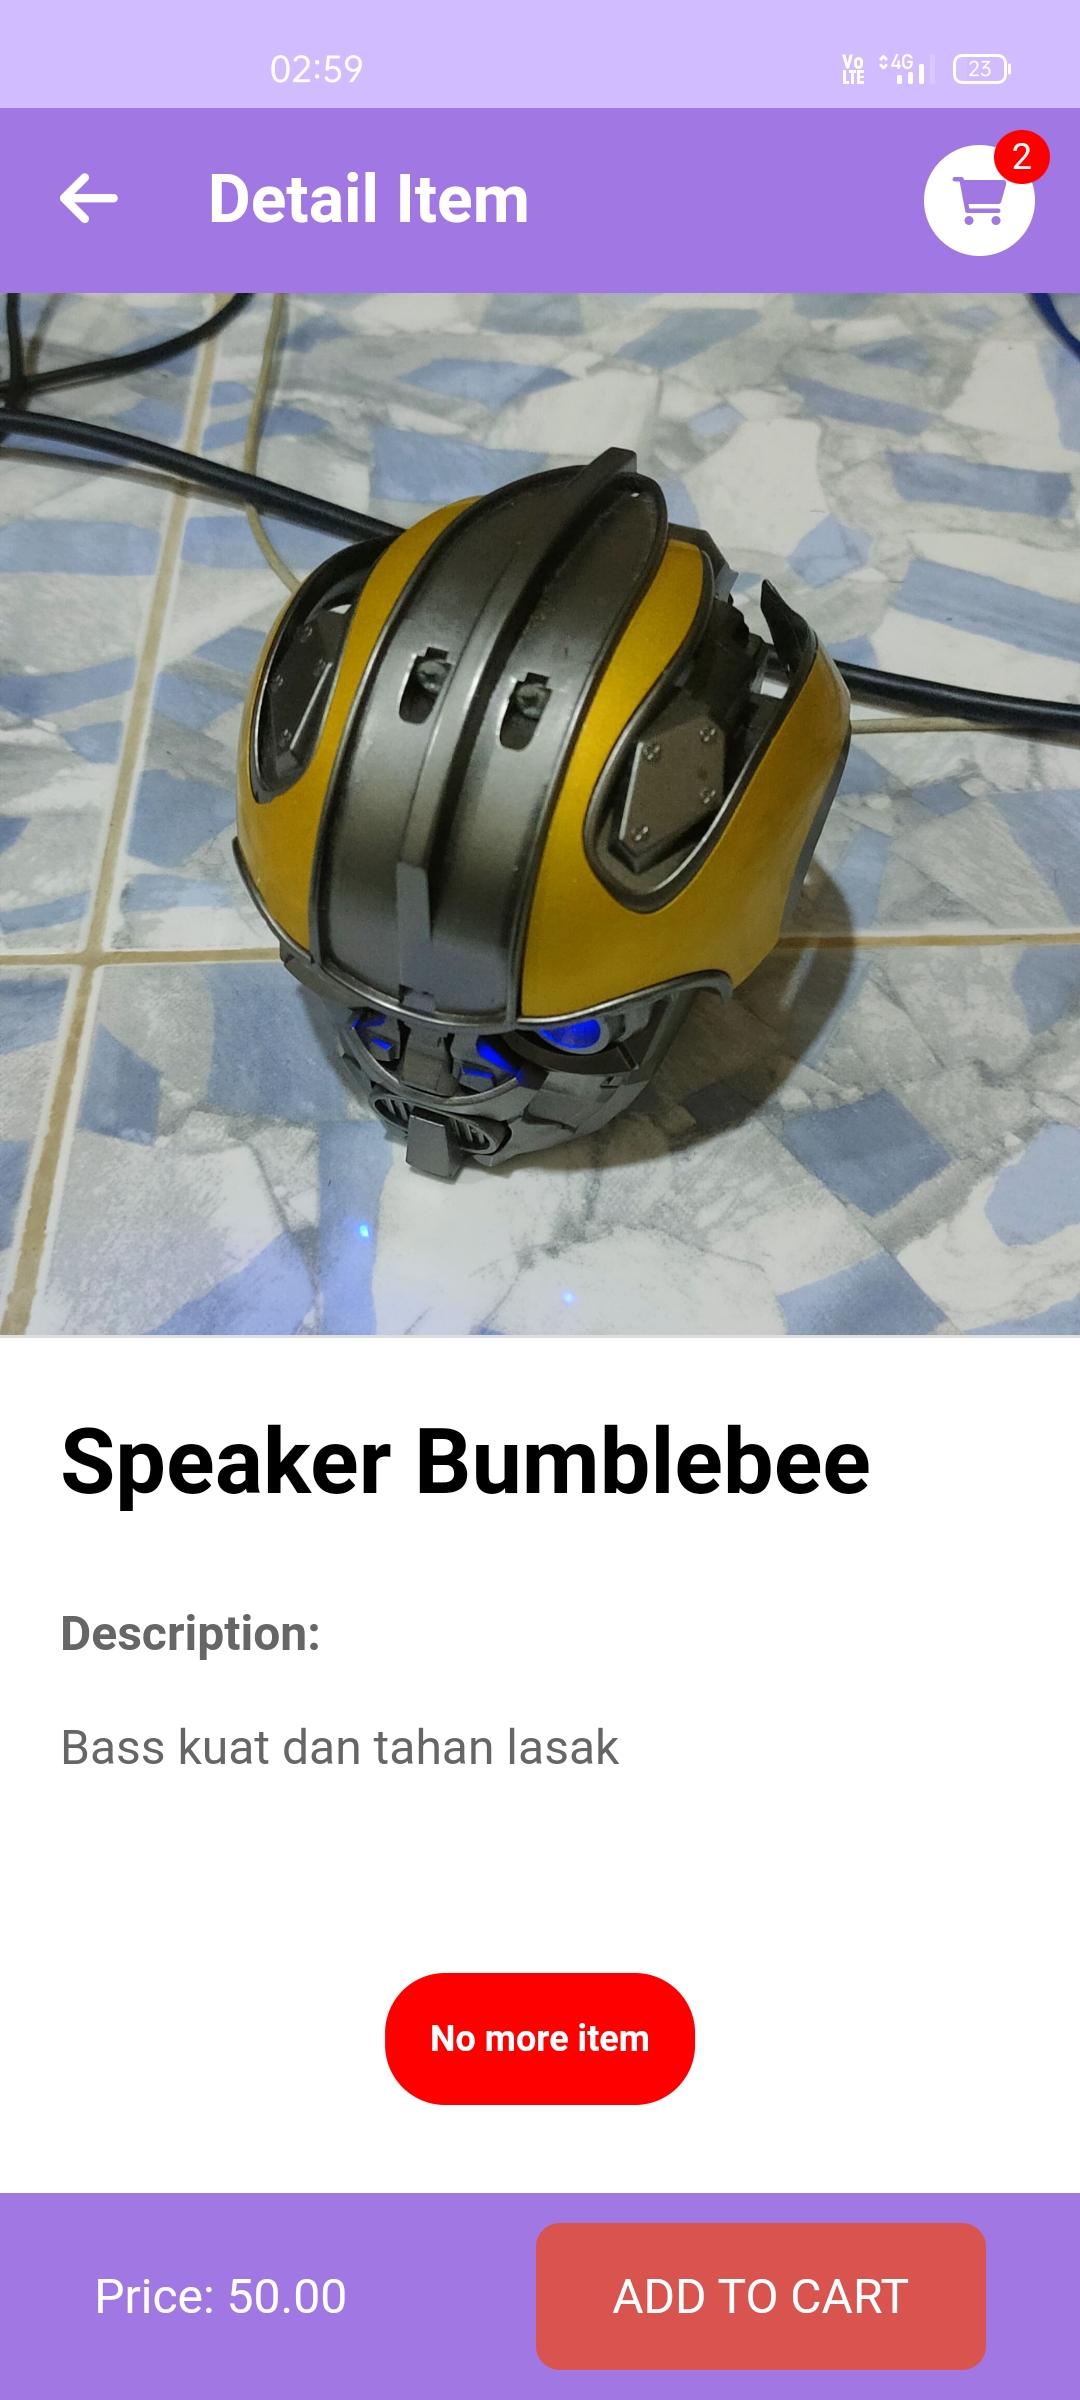 02:59
Vo
LTE
4G
23
Detail Item
2
Speaker Bumblebee
Description:
Bass kuat dan tahan lasak
No more item
Price: 50.00
ADD TO CART